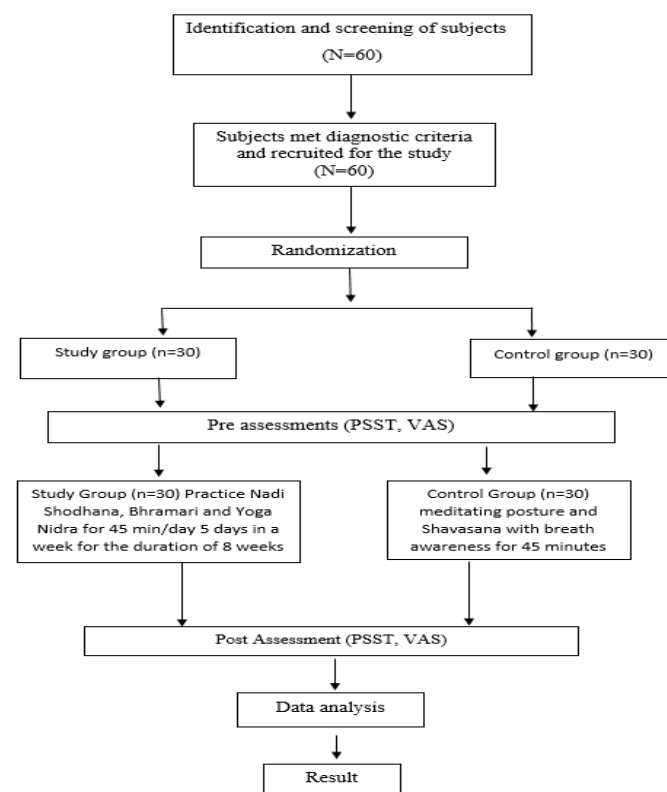 Identification and screening of subjects
(N=60)
Subjects met diagnostic criteria
and recruited for the study
(N=60)
Randomization
Study group (n=30)
Control group (n=30)
Pre assessments (PSST, VAS)
Study Group (n=30) Practice Nadi
Shodhana, Bhramari and Yoga
Nidra for 45 min/day 5 days in a
week for the duration of 8 weeks
Control Group (n=30)
meditating posture and
Shavasana with breath
awareness for 45 minutes
Post Assessment (PSST, VAS)
Data analysis
Result